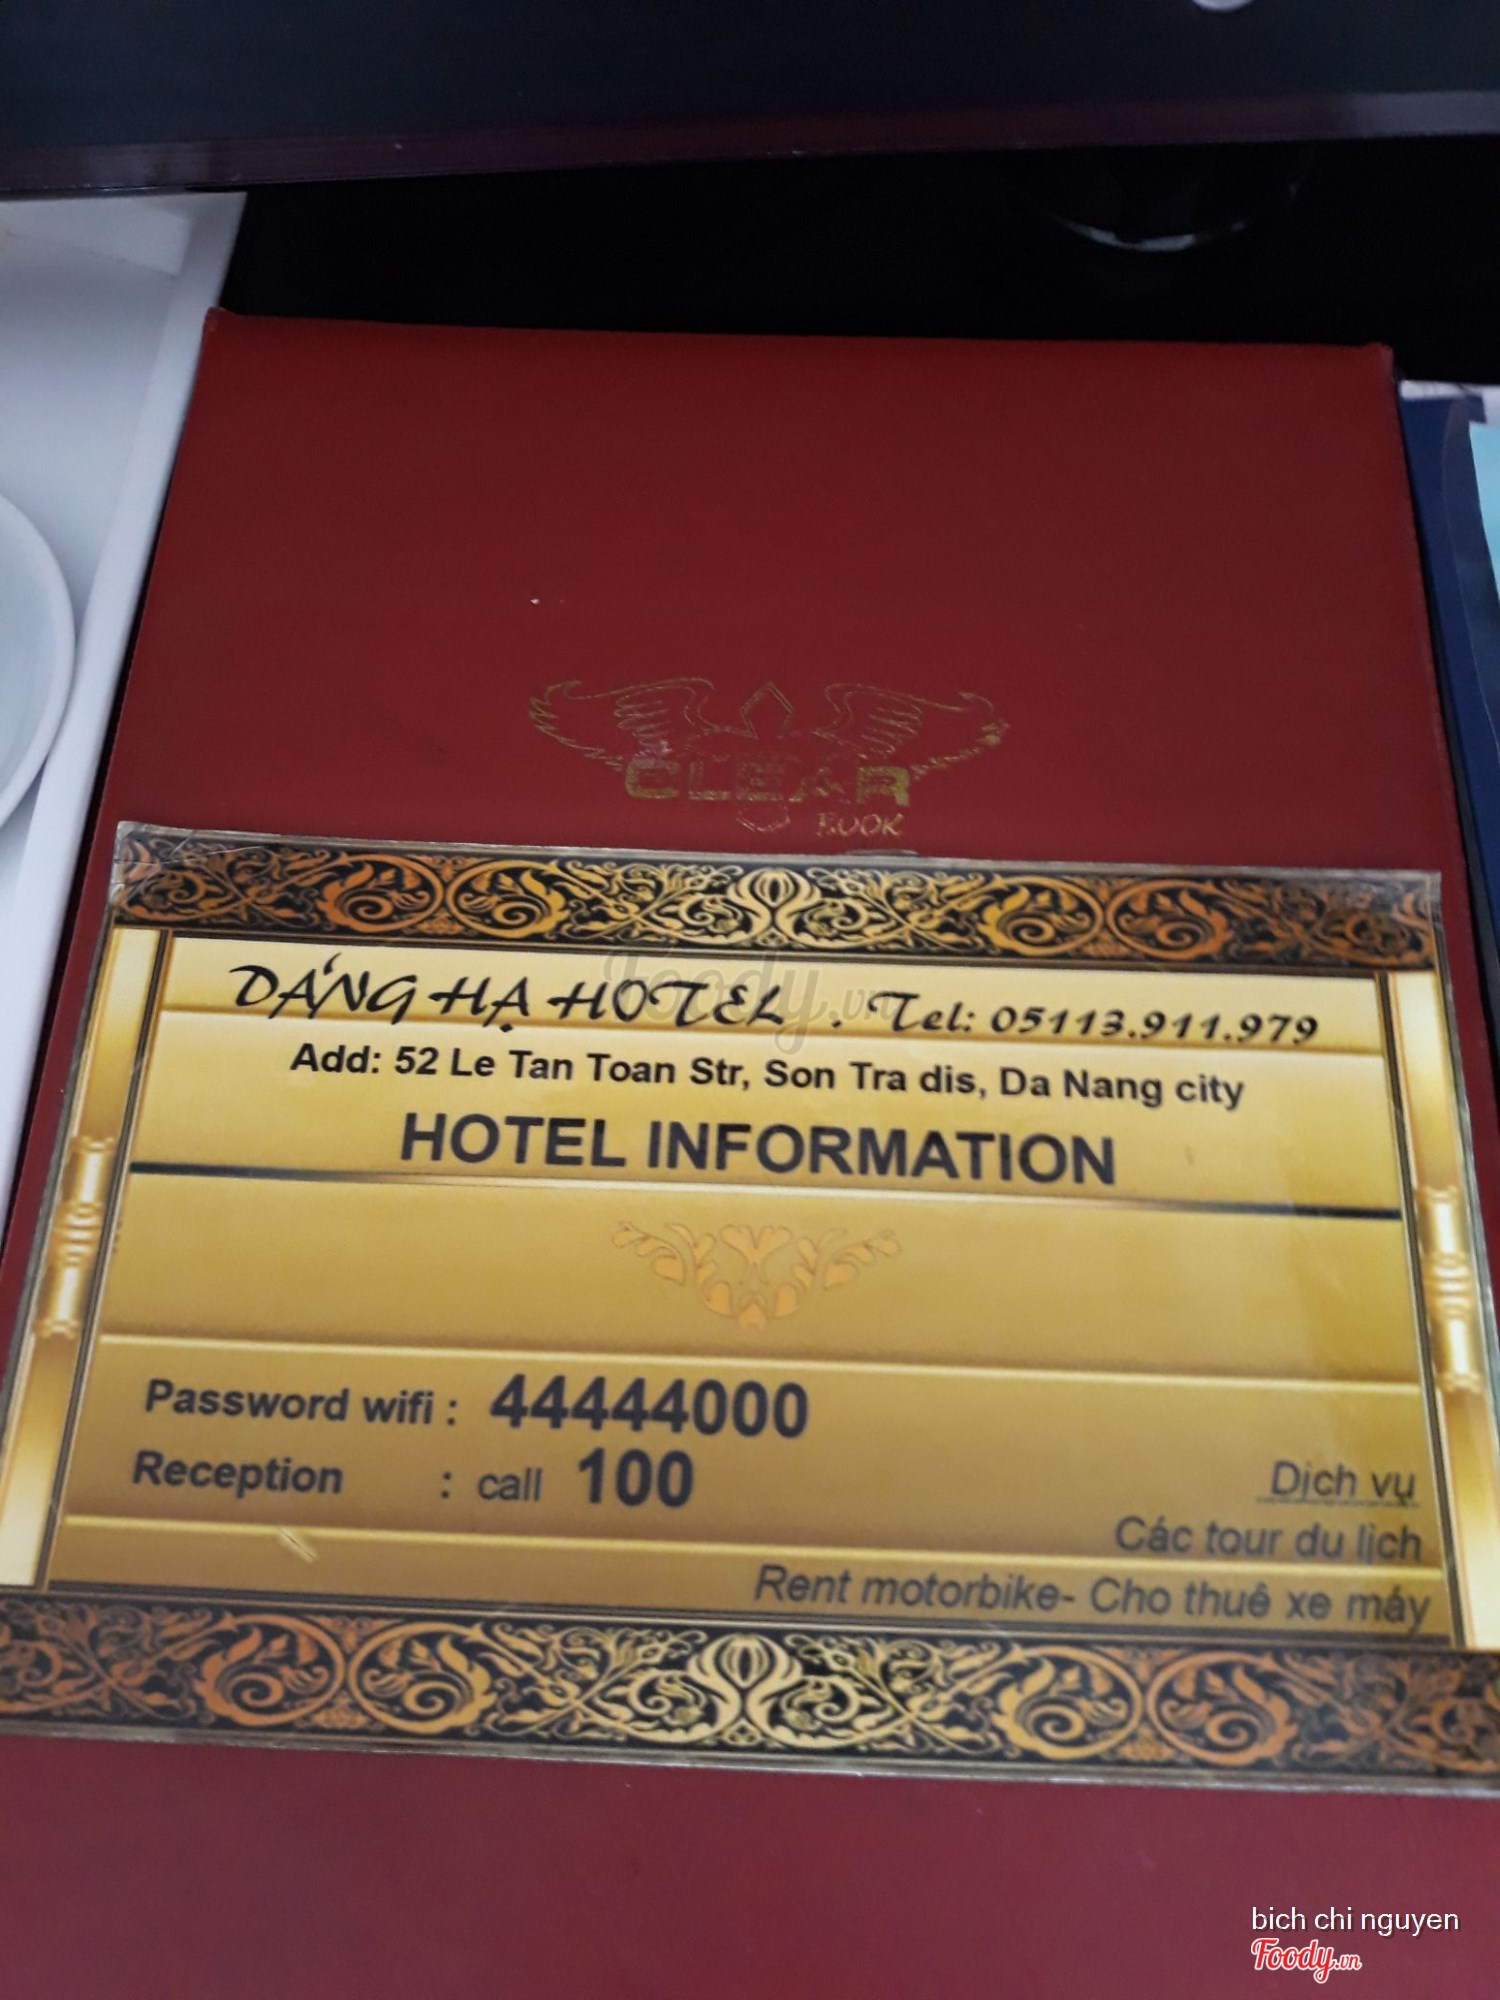 CLEAR
BOOK
DÁNG HẠ HOTEL . Tel: 05113.911.979
Add: 52 Le Tan Toan Str, Son Tra dis, Da Nang city
HOTEL INFORMATION
Password wifi : 44444000
Reception : call 100
Dịch vụ
Các tour du lịch
Rent motorbike- Cho thuê xe máy
Foody.vn
bich chi nguyen
Foody.vn